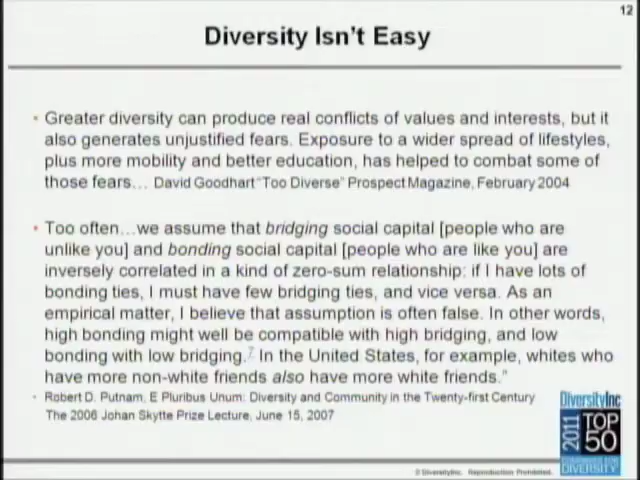 12
Diversity Isn't Easy
• Greater diversity can produce real conflicts of values and interests, but it
also generates unjustified fears. Exposure to a wider spread of lifestyles,
plus more mobility and better education, has helped to combat some of
those fears… David Goodhart "Too Diverse" Prospect Magazine, February 2004
• Too often…we assume that bridging social capital [people who are
unlike you] and bonding social capital [people who are like you] are
inversely correlated in a kind of zero-sum relationship: if I have lots of
bonding ties, I must have few bridging ties, and vice versa. As an
empirical matter, I believe that assumption is often false. In other words,
high bonding might well be compatible with high bridging, and low
bonding with low bridging.7 In the United States, for example, whites who
have more non-white friends also have more white friends."
• Robert D. Putnam, E Pluribus Unum: Diversity and Community in the Twenty-first Century
The 2006 Johan Skytte Prize Lecture, June 15, 2007
DiversityInc
2011 TOP
50
COMPANIES FOR
DIVERSITY
© DiversityInc. Reproduction Prohibited.